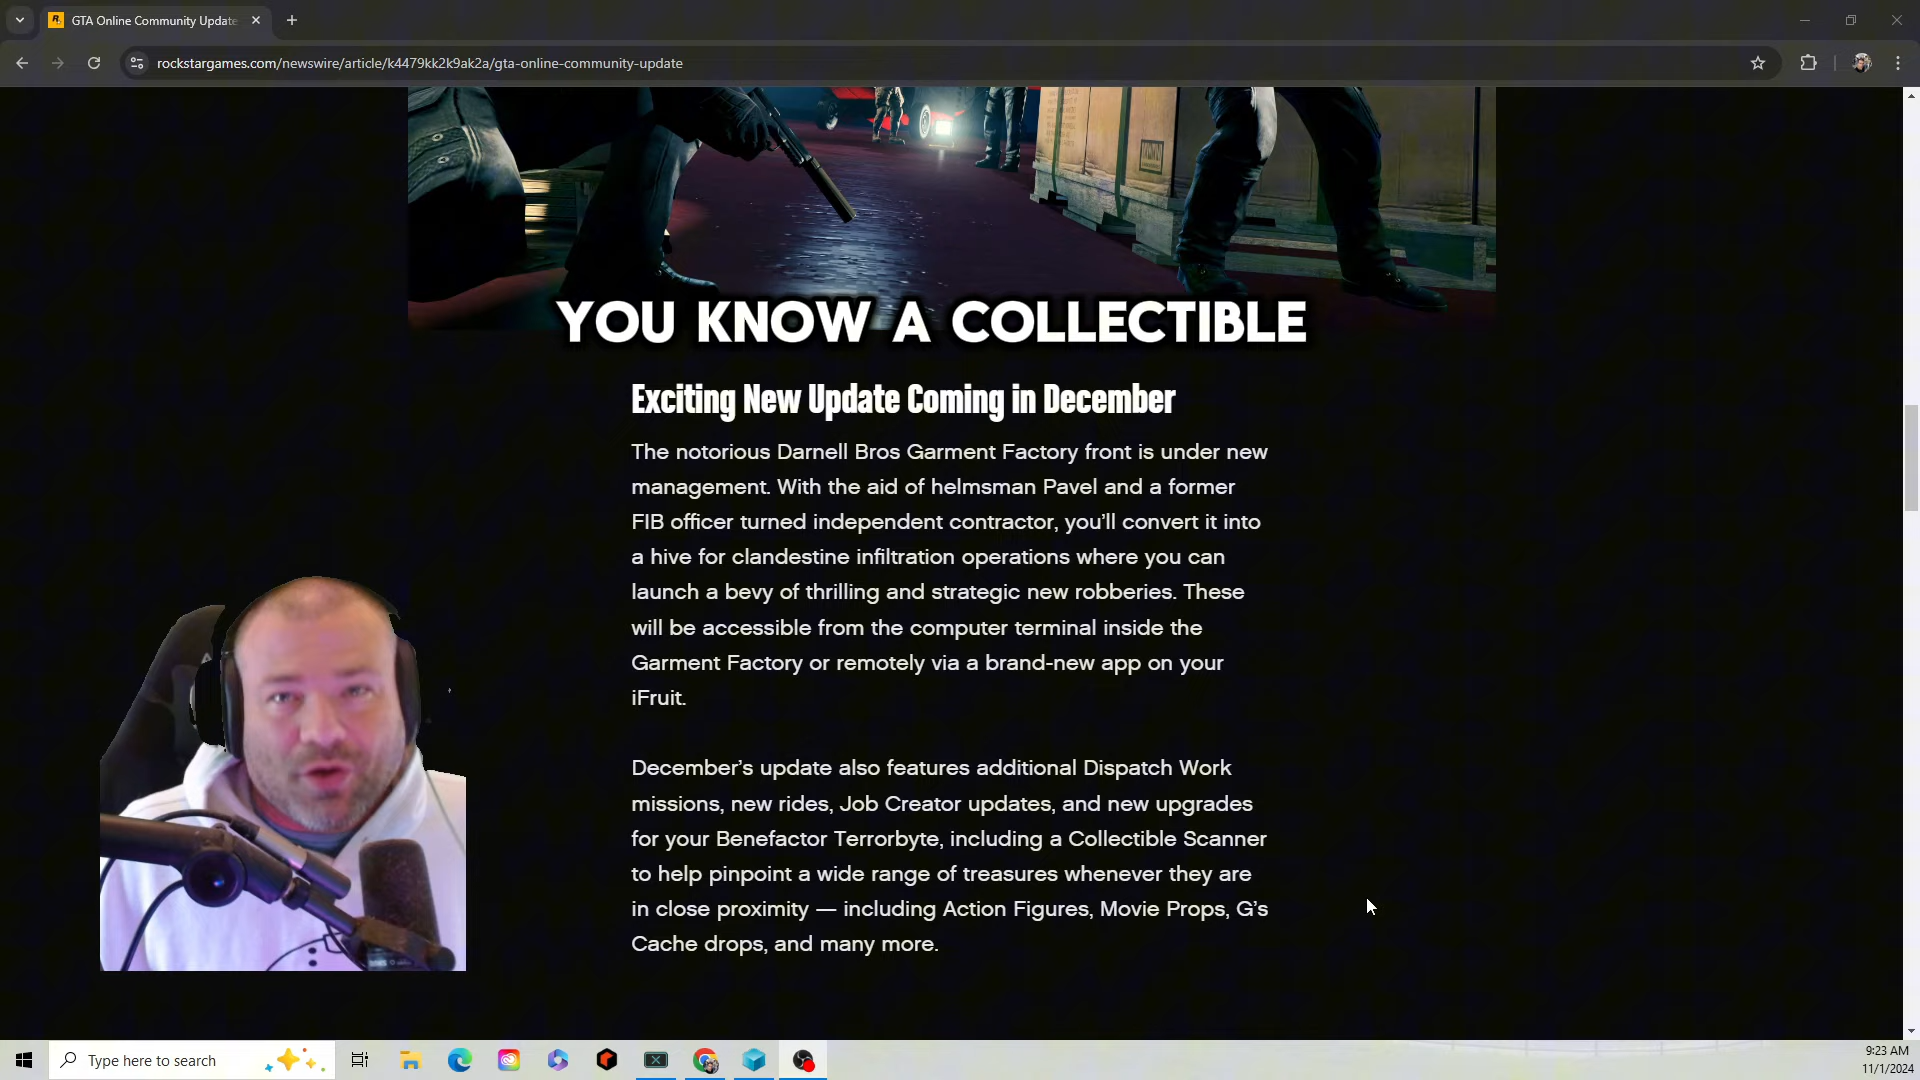 GTA Online Community Update
rockstargames.com/newswire/article/k4479kk2k9ak2a/gta-online-community-update
YOU KNOW A COLLECTIBLE
Exciting New Update Coming in December
The notorious Darnell Bros Garment Factory front is under new
management. With the aid of helmsman Pavel and a former
FIB officer turned independent contractor, you’ll convert it into
a hive for clandestine infiltration operations where you can
launch a bevy of thrilling and strategic new robberies. These
will be accessible from the computer terminal inside the
Garment Factory or remotely via a brand-new app on your
iFruit.
December’s update also features additional Dispatch Work
missions, new rides, Job Creator updates, and new upgrades
for your Benefactor Terrorbyte, including a Collectible Scanner
to help pinpoint a wide range of treasures whenever they are
in close proximity — including Action Figures, Movie Props, G’s
Cache drops, and many more.
Type here to search
9:23 AM
11/1/2024